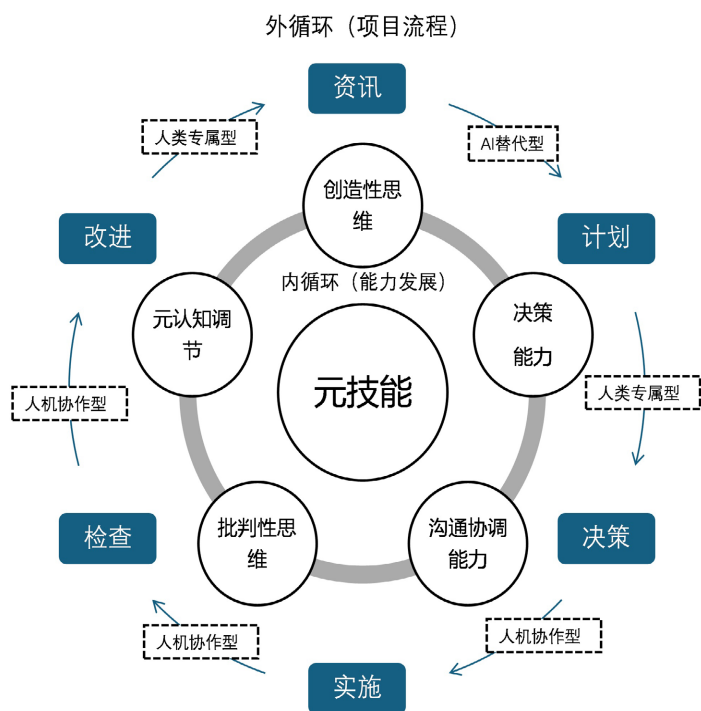 外循环（项目流程）
资讯
人类专属型
AI替代型
创造性思
维
改进
计划
内循环（能力发展）
元认知调
节
决策
能力
元技能
人类专属型
人机协作型
检查
批判性思
维
沟通协调
能力
决策
人机协作型
人机协作型
实施